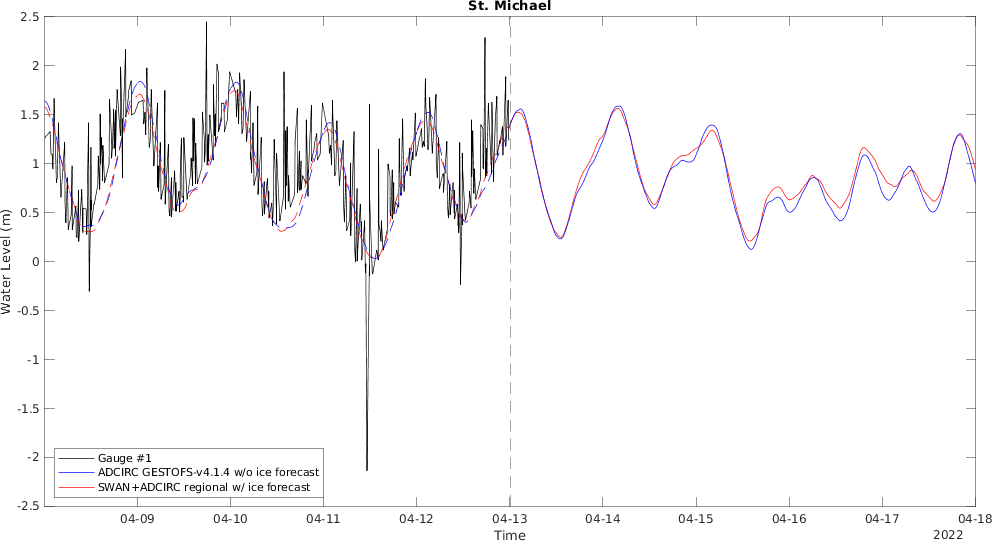 St. Michael
2.5
2
1.5
1
0.5
0
-0.5
-1
-1.5
-2
-2.5
Water Level (m)
Gauge #1
ADCIRC GESTOFS-v4.1.4 w/o ice forecast
SWAN+ADCIRC regional w/ ice forecast
04-09 04-10 04-11 04-12 04-13 04-14 04-15 04-16 04-17 04-18
Time
2022